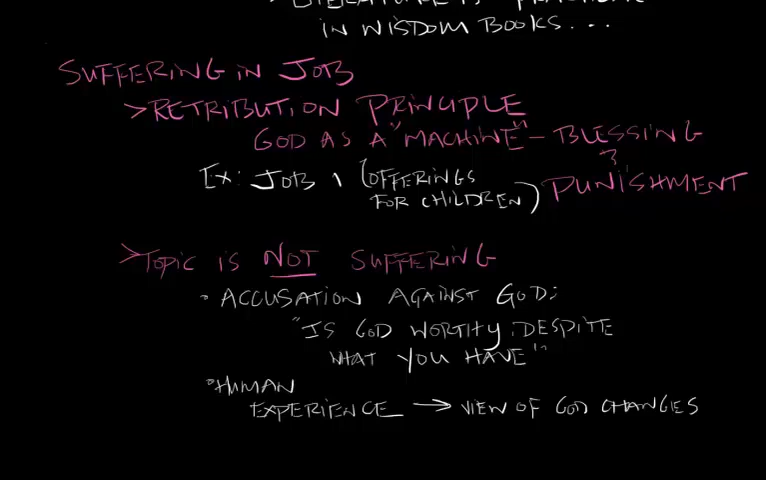 IN WISDOM BOOKS...
SUFFERING IN JOB
> RETRIBUTION PRINCIPLE
GOD AS A "MACHINE" - BLESSING
&
PUNISHMENT
EX: JOB 1 (OFFERINGS
FOR CHILDREN)
> TOPIC IS NOT SUFFERING
• ACCUSATION AGAINST GOD:
"IS GOD WORTHY DESPITE
WHAT YOU HAVE"
• HUMAN
EXPERIENCE → VIEW OF GOD CHANGES